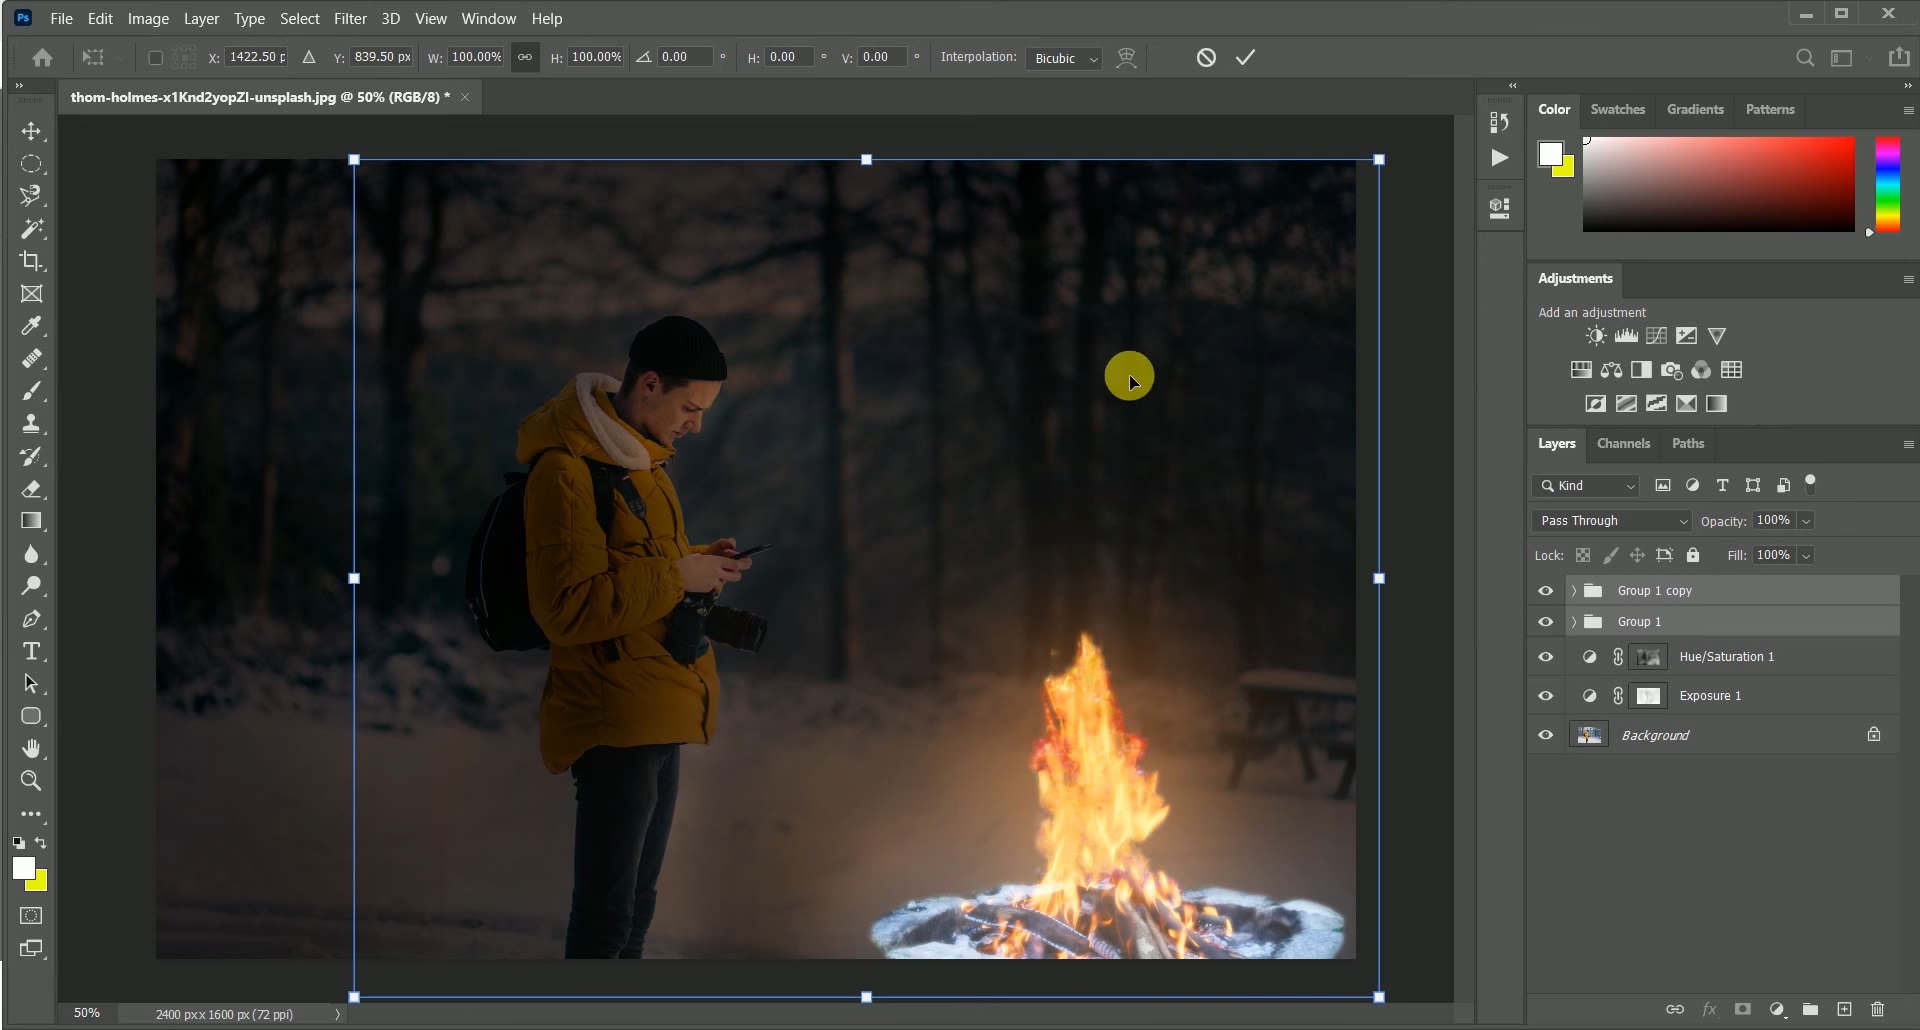 Ps File Edit Image Layer Type Select Filter 3D View Window Help
X: 1422.50 p Y: 839.50 px W: 100.00% H: 100.00% 0.00 ° H: 0.00 ° V: 0.00 ° Interpolation: Bicubic
thom-holmes-x1Knd2yopZI-unsplash.jpg @ 50% (RGB/8) *
Color Swatches Gradients Patterns
Adjustments
Add an adjustment
Layers Channels Paths
Kind
Pass Through Opacity: 100%
Lock: Fill: 100%
Group 1 copy
Group 1
Hue/Saturation 1
Exposure 1
Background
50% 2400 px x 1600 px (72 ppi)